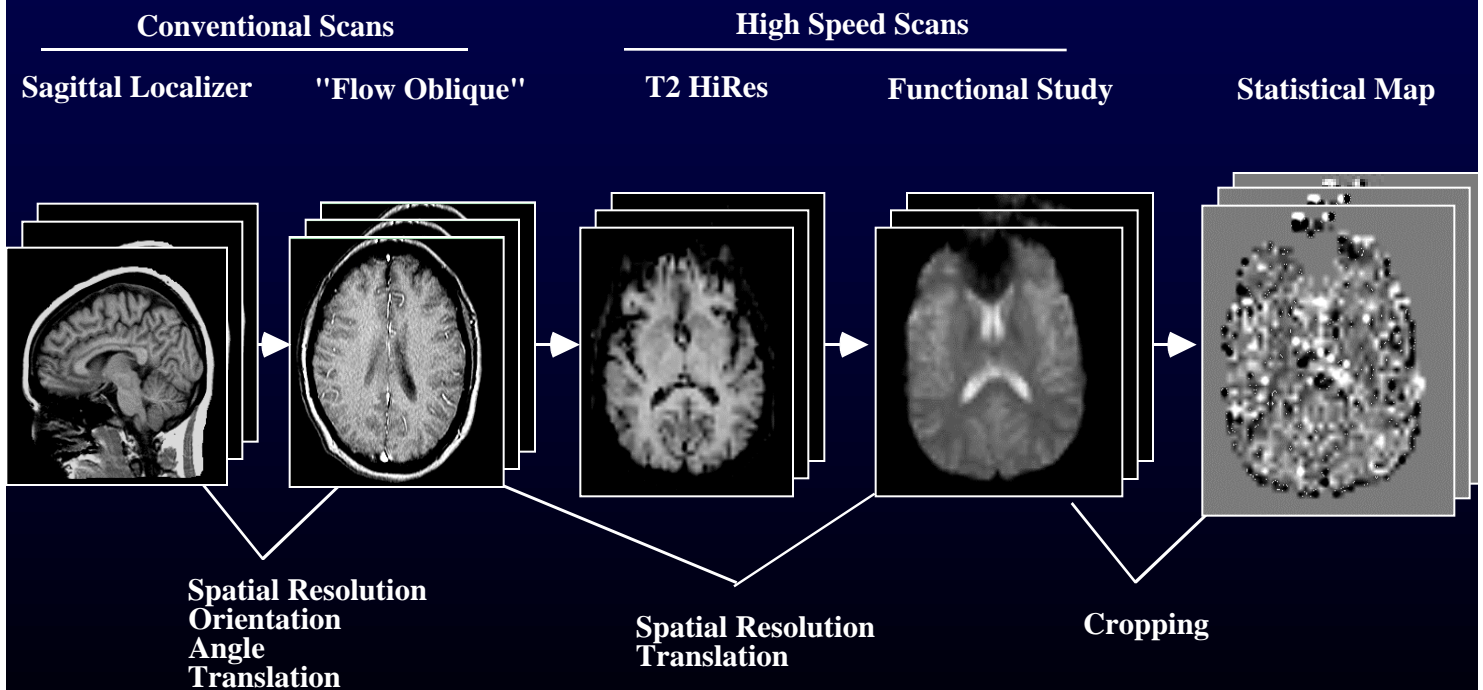 Conventional Scans
High Speed Scans
Sagittal Localizer
"Flow Oblique"
T2 HiRes
Functional Study
Statistical Map
Spatial Resolution
Orientation
Angle
Translation
Spatial Resolution
Translation
Cropping